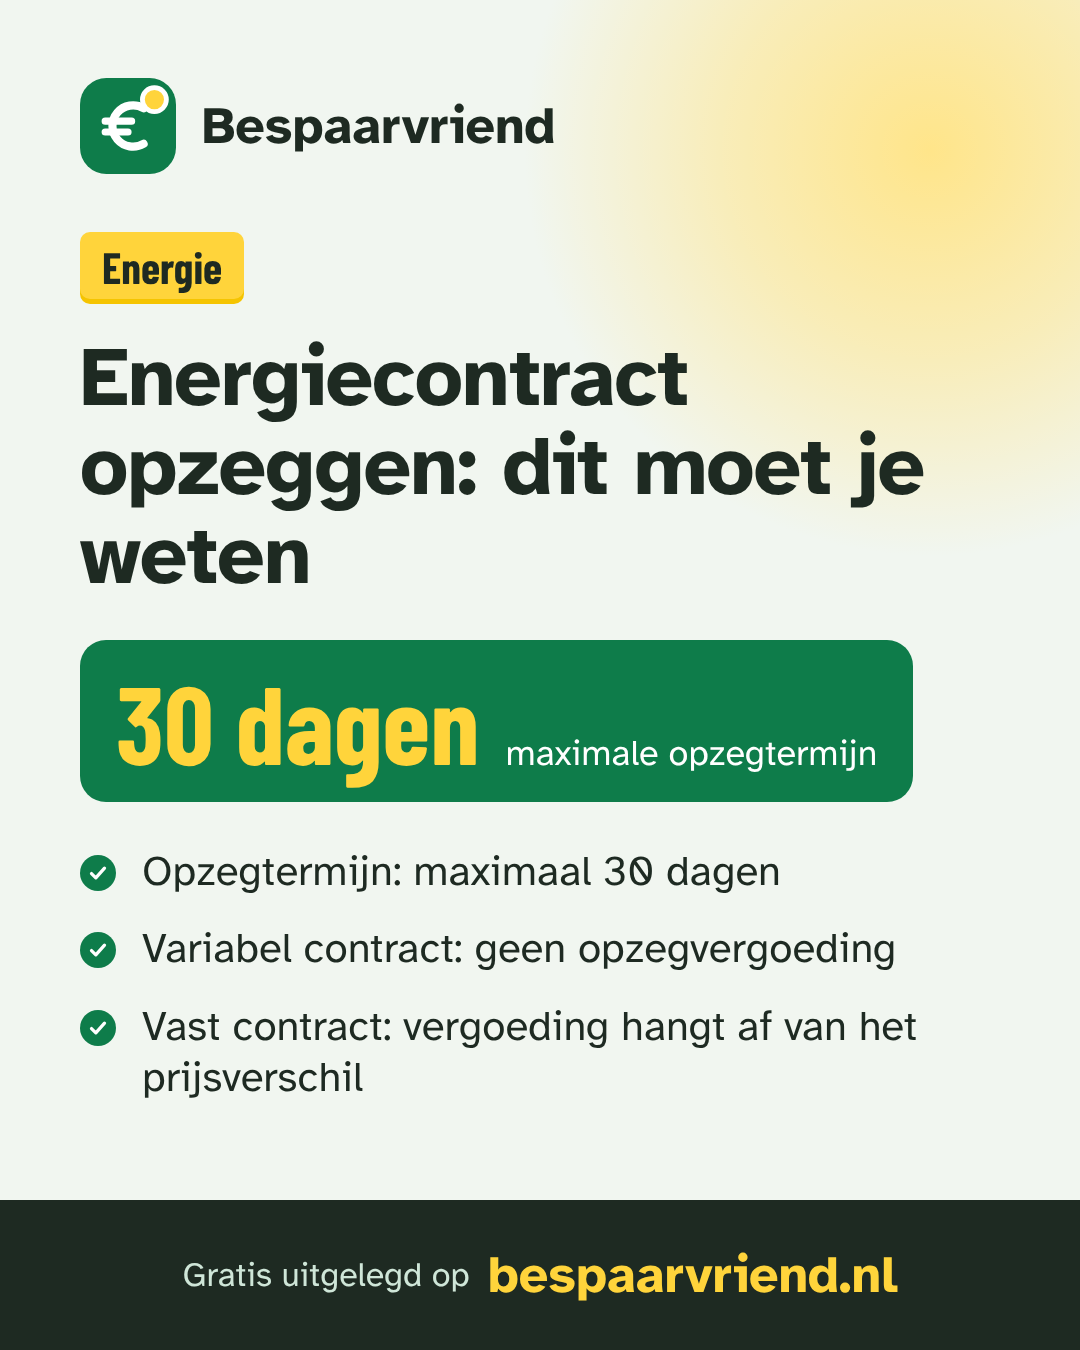 €
Bespaarvriend
Energie
Energiecontract
opzeggen: dit moet je
weten
30 dagen maximale opzegtermijn
Opzegtermijn: maximaal 30 dagen
Variabel contract: geen opzegvergoeding
Vast contract: vergoeding hangt af van het
prijsverschil
Gratis uitgelegd op bespaarvriend.nl